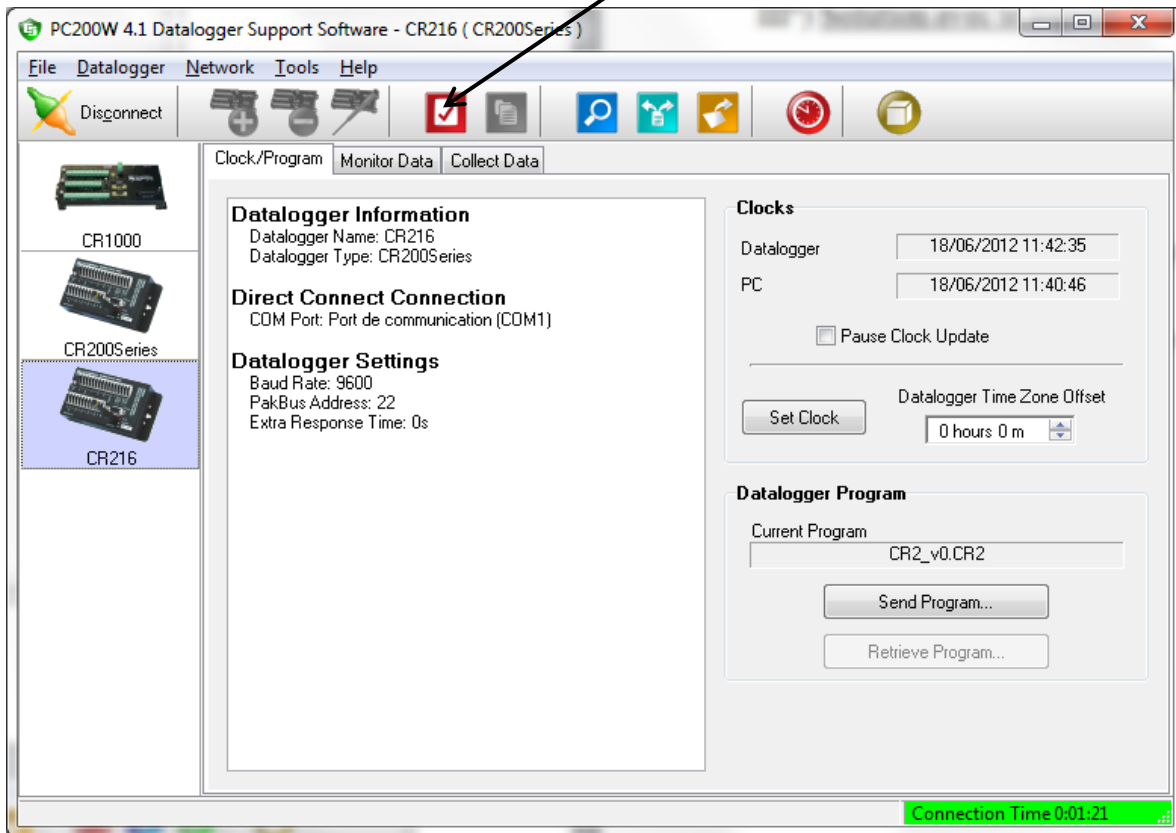 PC200W 4.1 Datalogger Support Software - CR216 ( CR200Series )
File Datalogger Network Tools Help
Disconnect
Clock/Program Monitor Data Collect Data
CR1000
CR200Series
CR216
Datalogger Information
Datalogger Name: CR216
Datalogger Type: CR200Series
Direct Connect Connection
COM Port: Port de communication (COM1)
Datalogger Settings
Baud Rate: 9600
PakBus Address: 22
Extra Response Time: 0s
Clocks
Datalogger 18/06/2012 11:42:35
PC 18/06/2012 11:40:46
Pause Clock Update
Datalogger Time Zone Offset
Set Clock 0 hours 0 m
Datalogger Program
Current Program
CR2_v0.CR2
Send Program...
Retrieve Program...
Connection Time 0:01:21